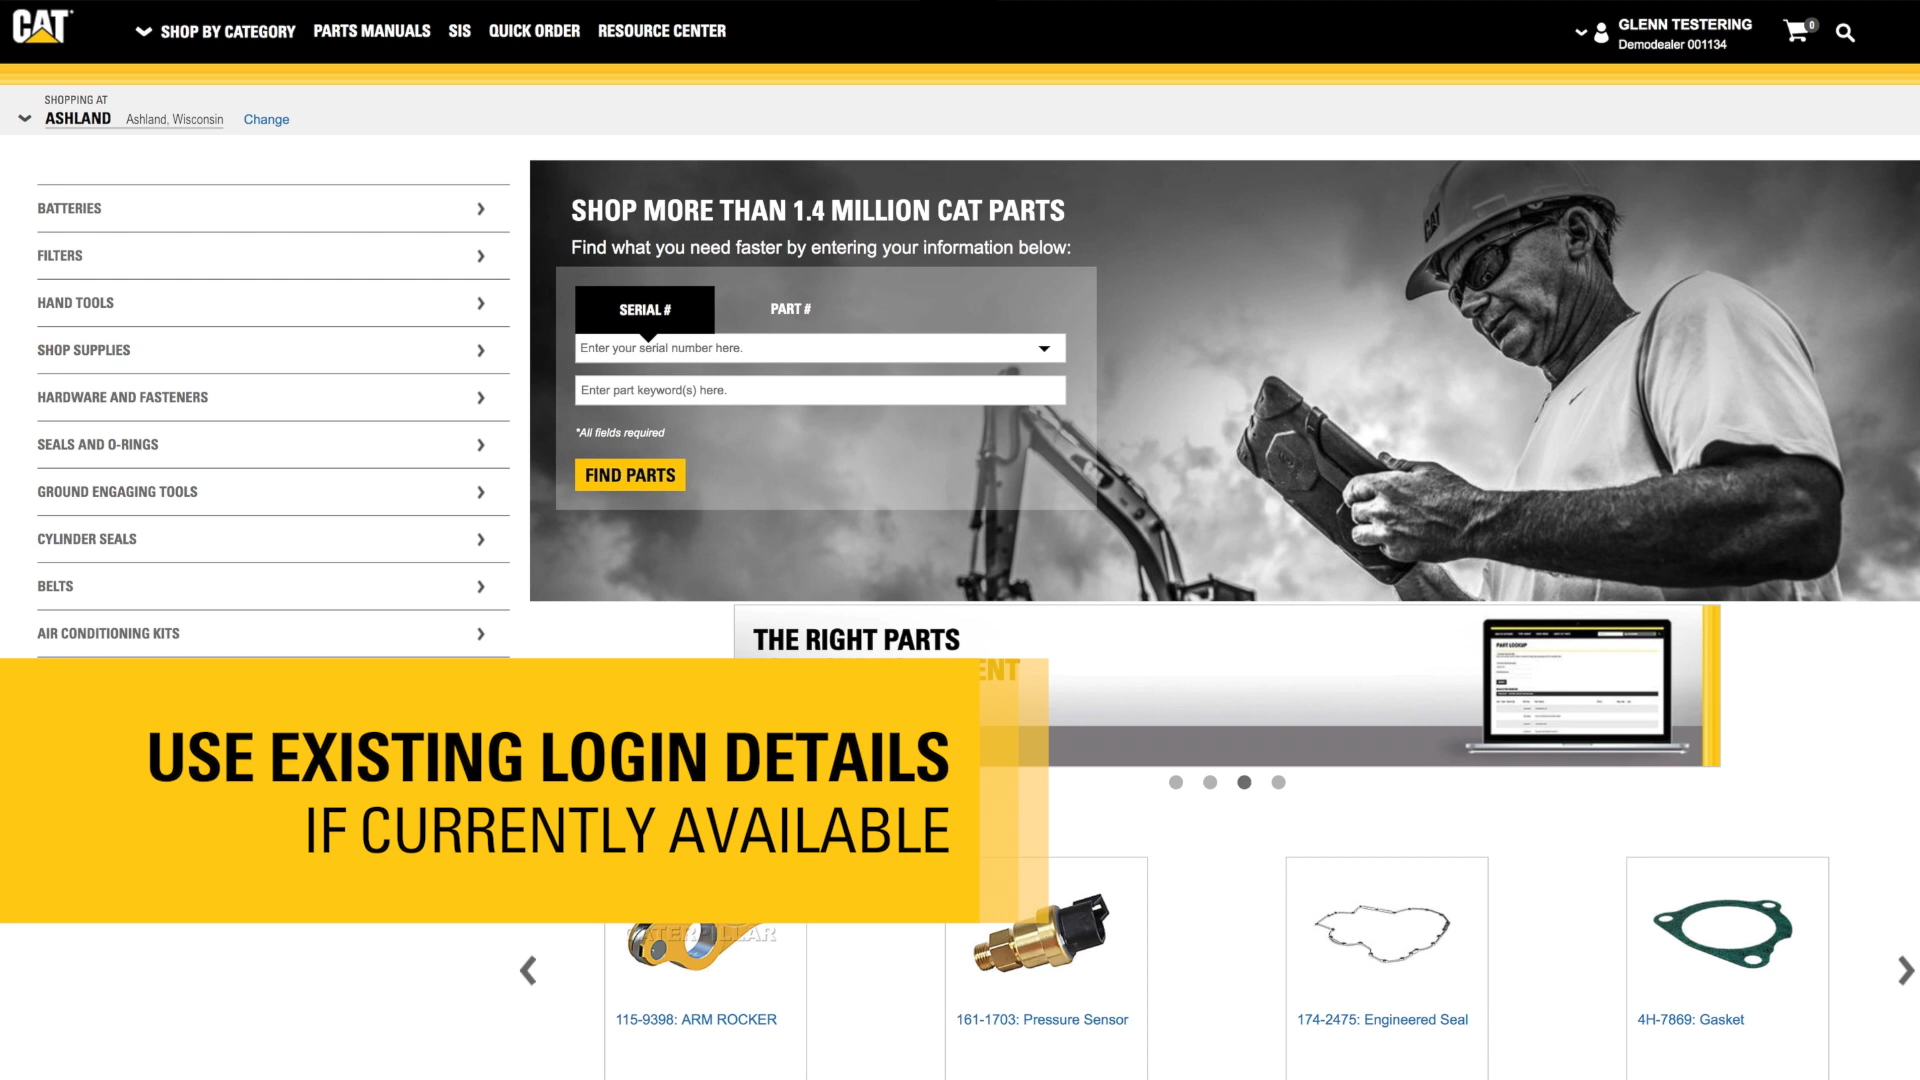 CAT
SHOP BY CATEGORY
PARTS MANUALS
SIS
QUICK ORDER
RESOURCE CENTER
GLENN TESTERING
Demodealer 001134
0
SHOPPING AT
ASHLAND Ashland, Wisconsin Change
BATTERIES
FILTERS
HAND TOOLS
SHOP SUPPLIES
HARDWARE AND FASTENERS
SEALS AND O-RINGS
GROUND ENGAGING TOOLS
CYLINDER SEALS
BELTS
AIR CONDITIONING KITS
SHOP MORE THAN 1.4 MILLION CAT PARTS
Find what you need faster by entering your information below:
SERIAL #
PART #
Enter your serial number here.
Enter part keyword(s) here.
*All fields required
FIND PARTS
CAT
THE RIGHT PARTS
PART LOOKUP
USE EXISTING LOGIN DETAILS
IF CURRENTLY AVAILABLE
CATERPILLAR
115-9398: ARM ROCKER
161-1703: Pressure Sensor
174-2475: Engineered Seal
4H-7869: Gasket